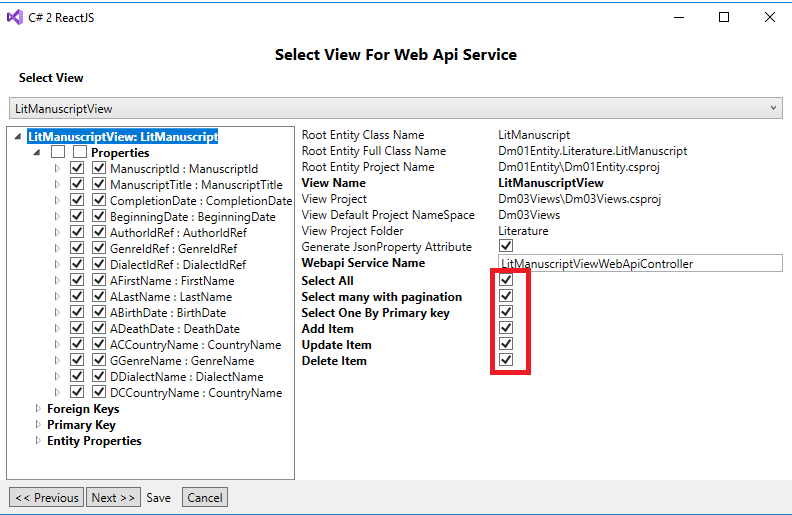 C# 2 ReactJS
Select View For Web Api Service
Select View
LitManuscriptView
LitManuscriptView: LitManuscript
Properties
ManuscriptId : ManuscriptId
ManuscriptTitle : ManuscriptTitle
CompletionDate : CompletionDate
BeginningDate : BeginningDate
AuthorIdRef : AuthorIdRef
GenreIdRef : GenreIdRef
DialectIdRef : DialectIdRef
AFirstName : FirstName
ALastName : LastName
ABirthDate : BirthDate
ADeathDate : DeathDate
ACCountryName : CountryName
GGenreName : GenreName
DDialectName : DialectName
DCCountryName : CountryName
Foreign Keys
Primary Key
Entity Properties
Root Entity Class Name LitManuscript
Root Entity Full Class Name Dm01Entity.Literature.LitManuscript
Root Entity Project Name Dm01Entity\Dm01Entity.csproj
View Name LitManuscriptView
View Project Dm03Views\Dm03Views.csproj
View Default Project NameSpace Dm03Views
View Project Folder Literature
Generate JsonProperty Attribute
Webapi Service Name LitManuscriptViewWebApiController
Select All
Select many with pagination
Select One By Primary key
Add Item
Update Item
Delete Item
<< Previous Next >> Save Cancel